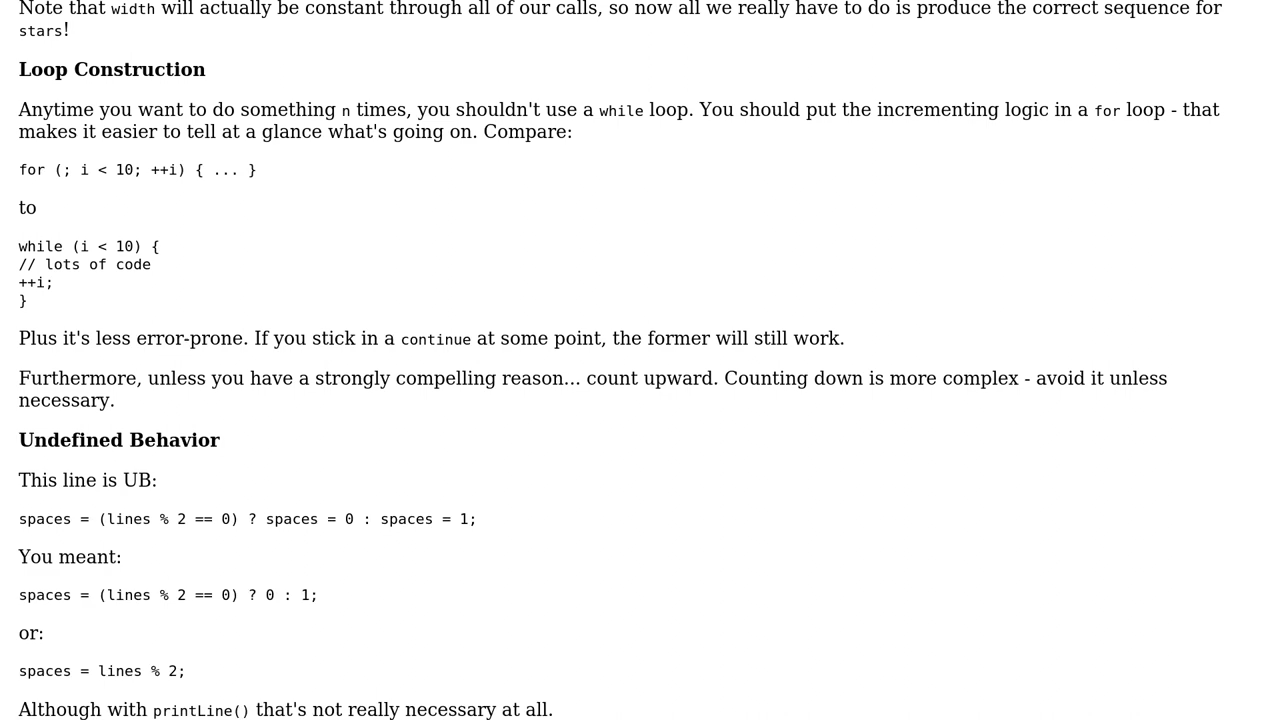 Note that width will actually be constant through all of our calls, so now all we really have to do is produce the correct sequence for
stars!
Loop Construction
Anytime you want to do something n times, you shouldn't use a while loop. You should put the incrementing logic in a for loop - that
makes it easier to tell at a glance what's going on. Compare:
for (; i < 10; ++i) { ... }
to
while (i < 10) {
// lots of code
++i;
}
Plus it's less error-prone. If you stick in a continue at some point, the former will still work.
Furthermore, unless you have a strongly compelling reason... count upward. Counting down is more complex - avoid it unless
necessary.
Undefined Behavior
This line is UB:
spaces = (lines % 2 == 0) ? spaces = 0 : spaces = 1;
You meant:
spaces = (lines % 2 == 0) ? 0 : 1;
or:
spaces = lines % 2;
Although with printLine() that's not really necessary at all.